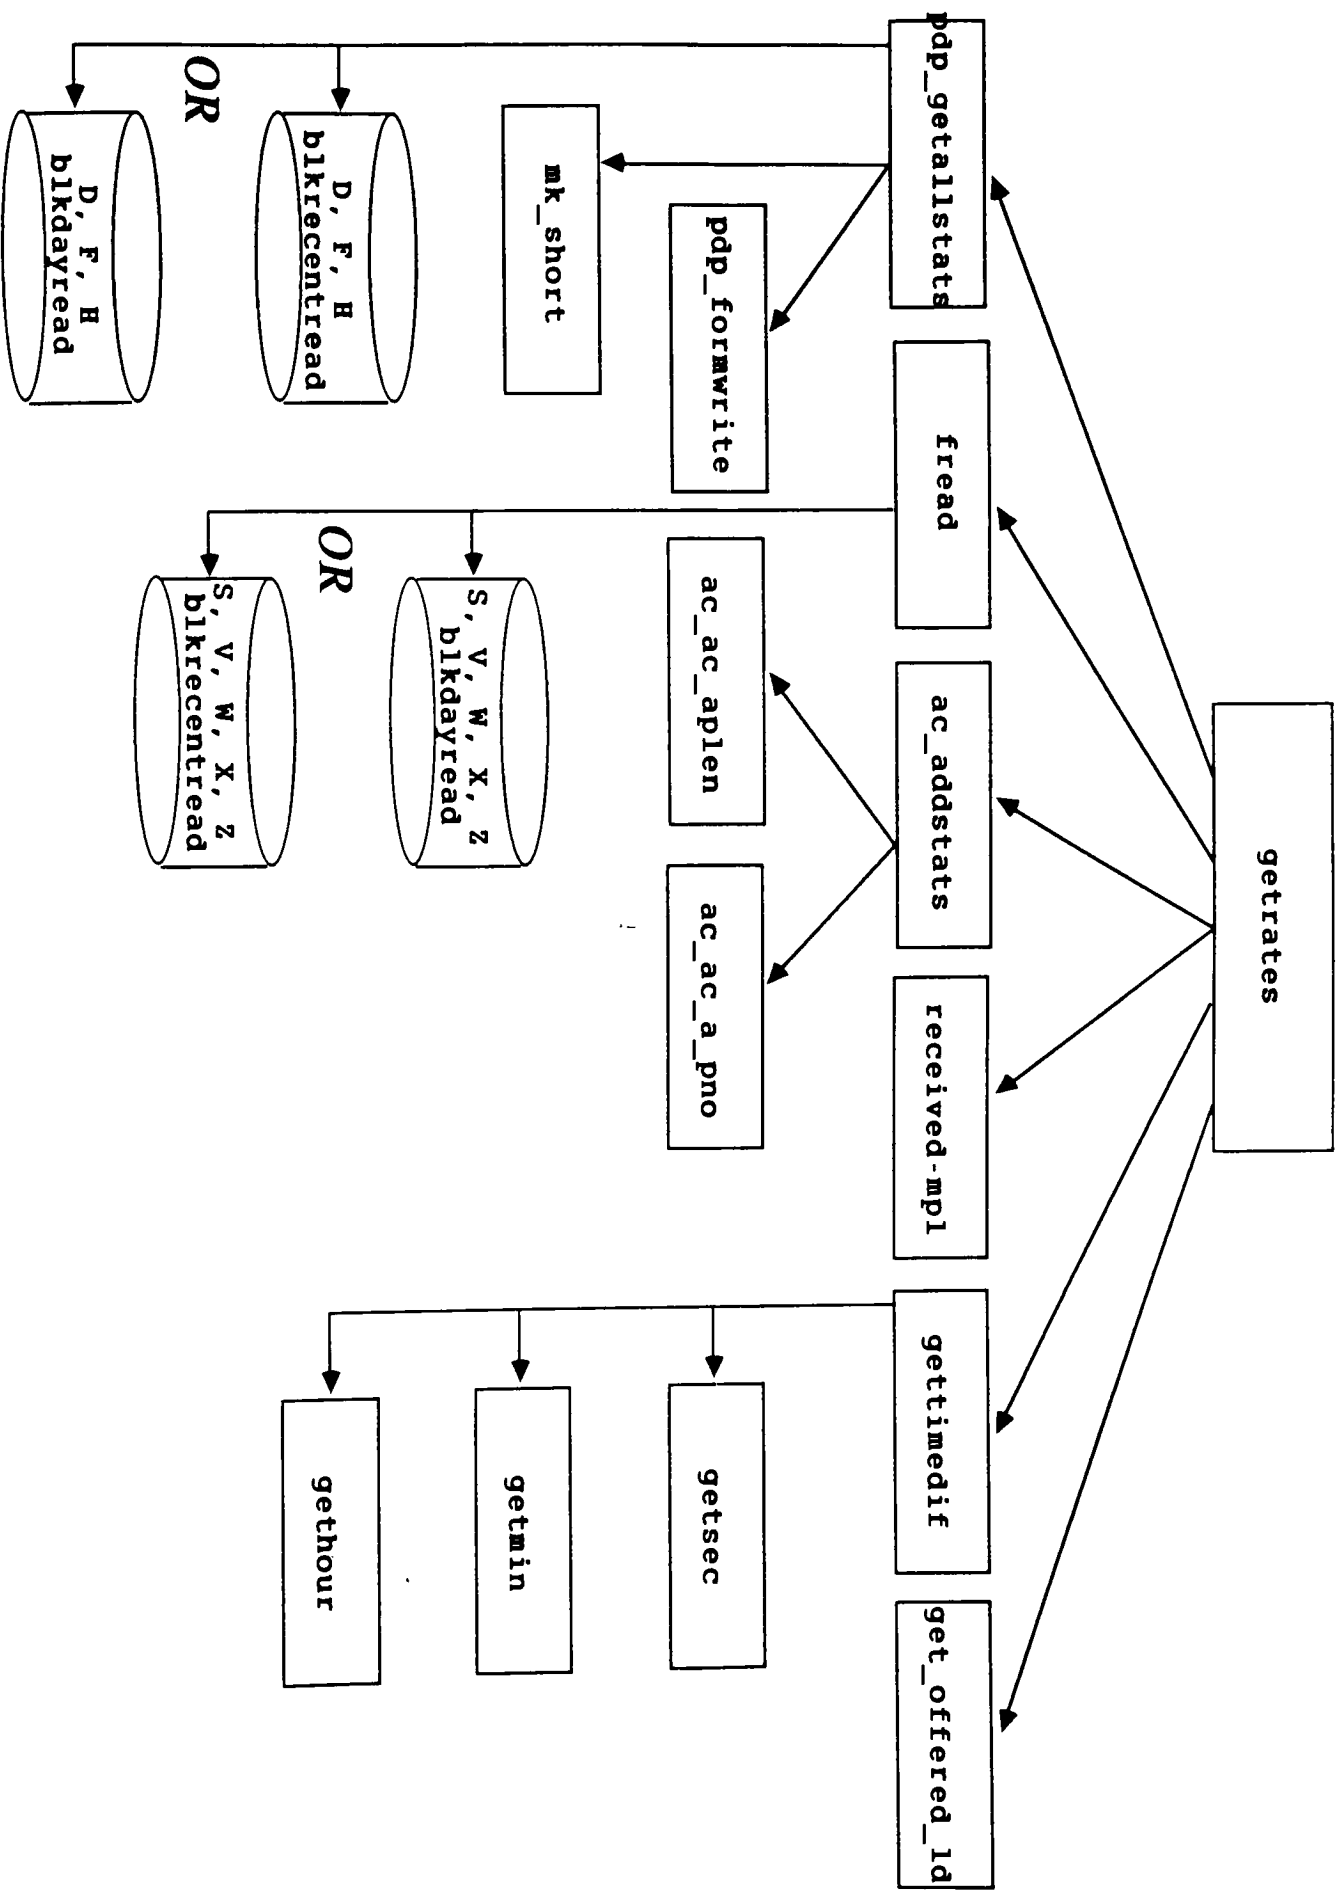 getrates
pdp_getallstats
fread
ac_addstats
received-mpl
gettimedif
get_offered_ld
pdp_formwrite
ac_ac_aplen
ac_ac_a_pno
getsec
mk_short
getmin
D, F, H
blkrecentread
S, V, W, X, Z
blkdayread
gethour
OR
OR
D, F, H
blkdayread
S, V, W, X, Z
blkrecentread